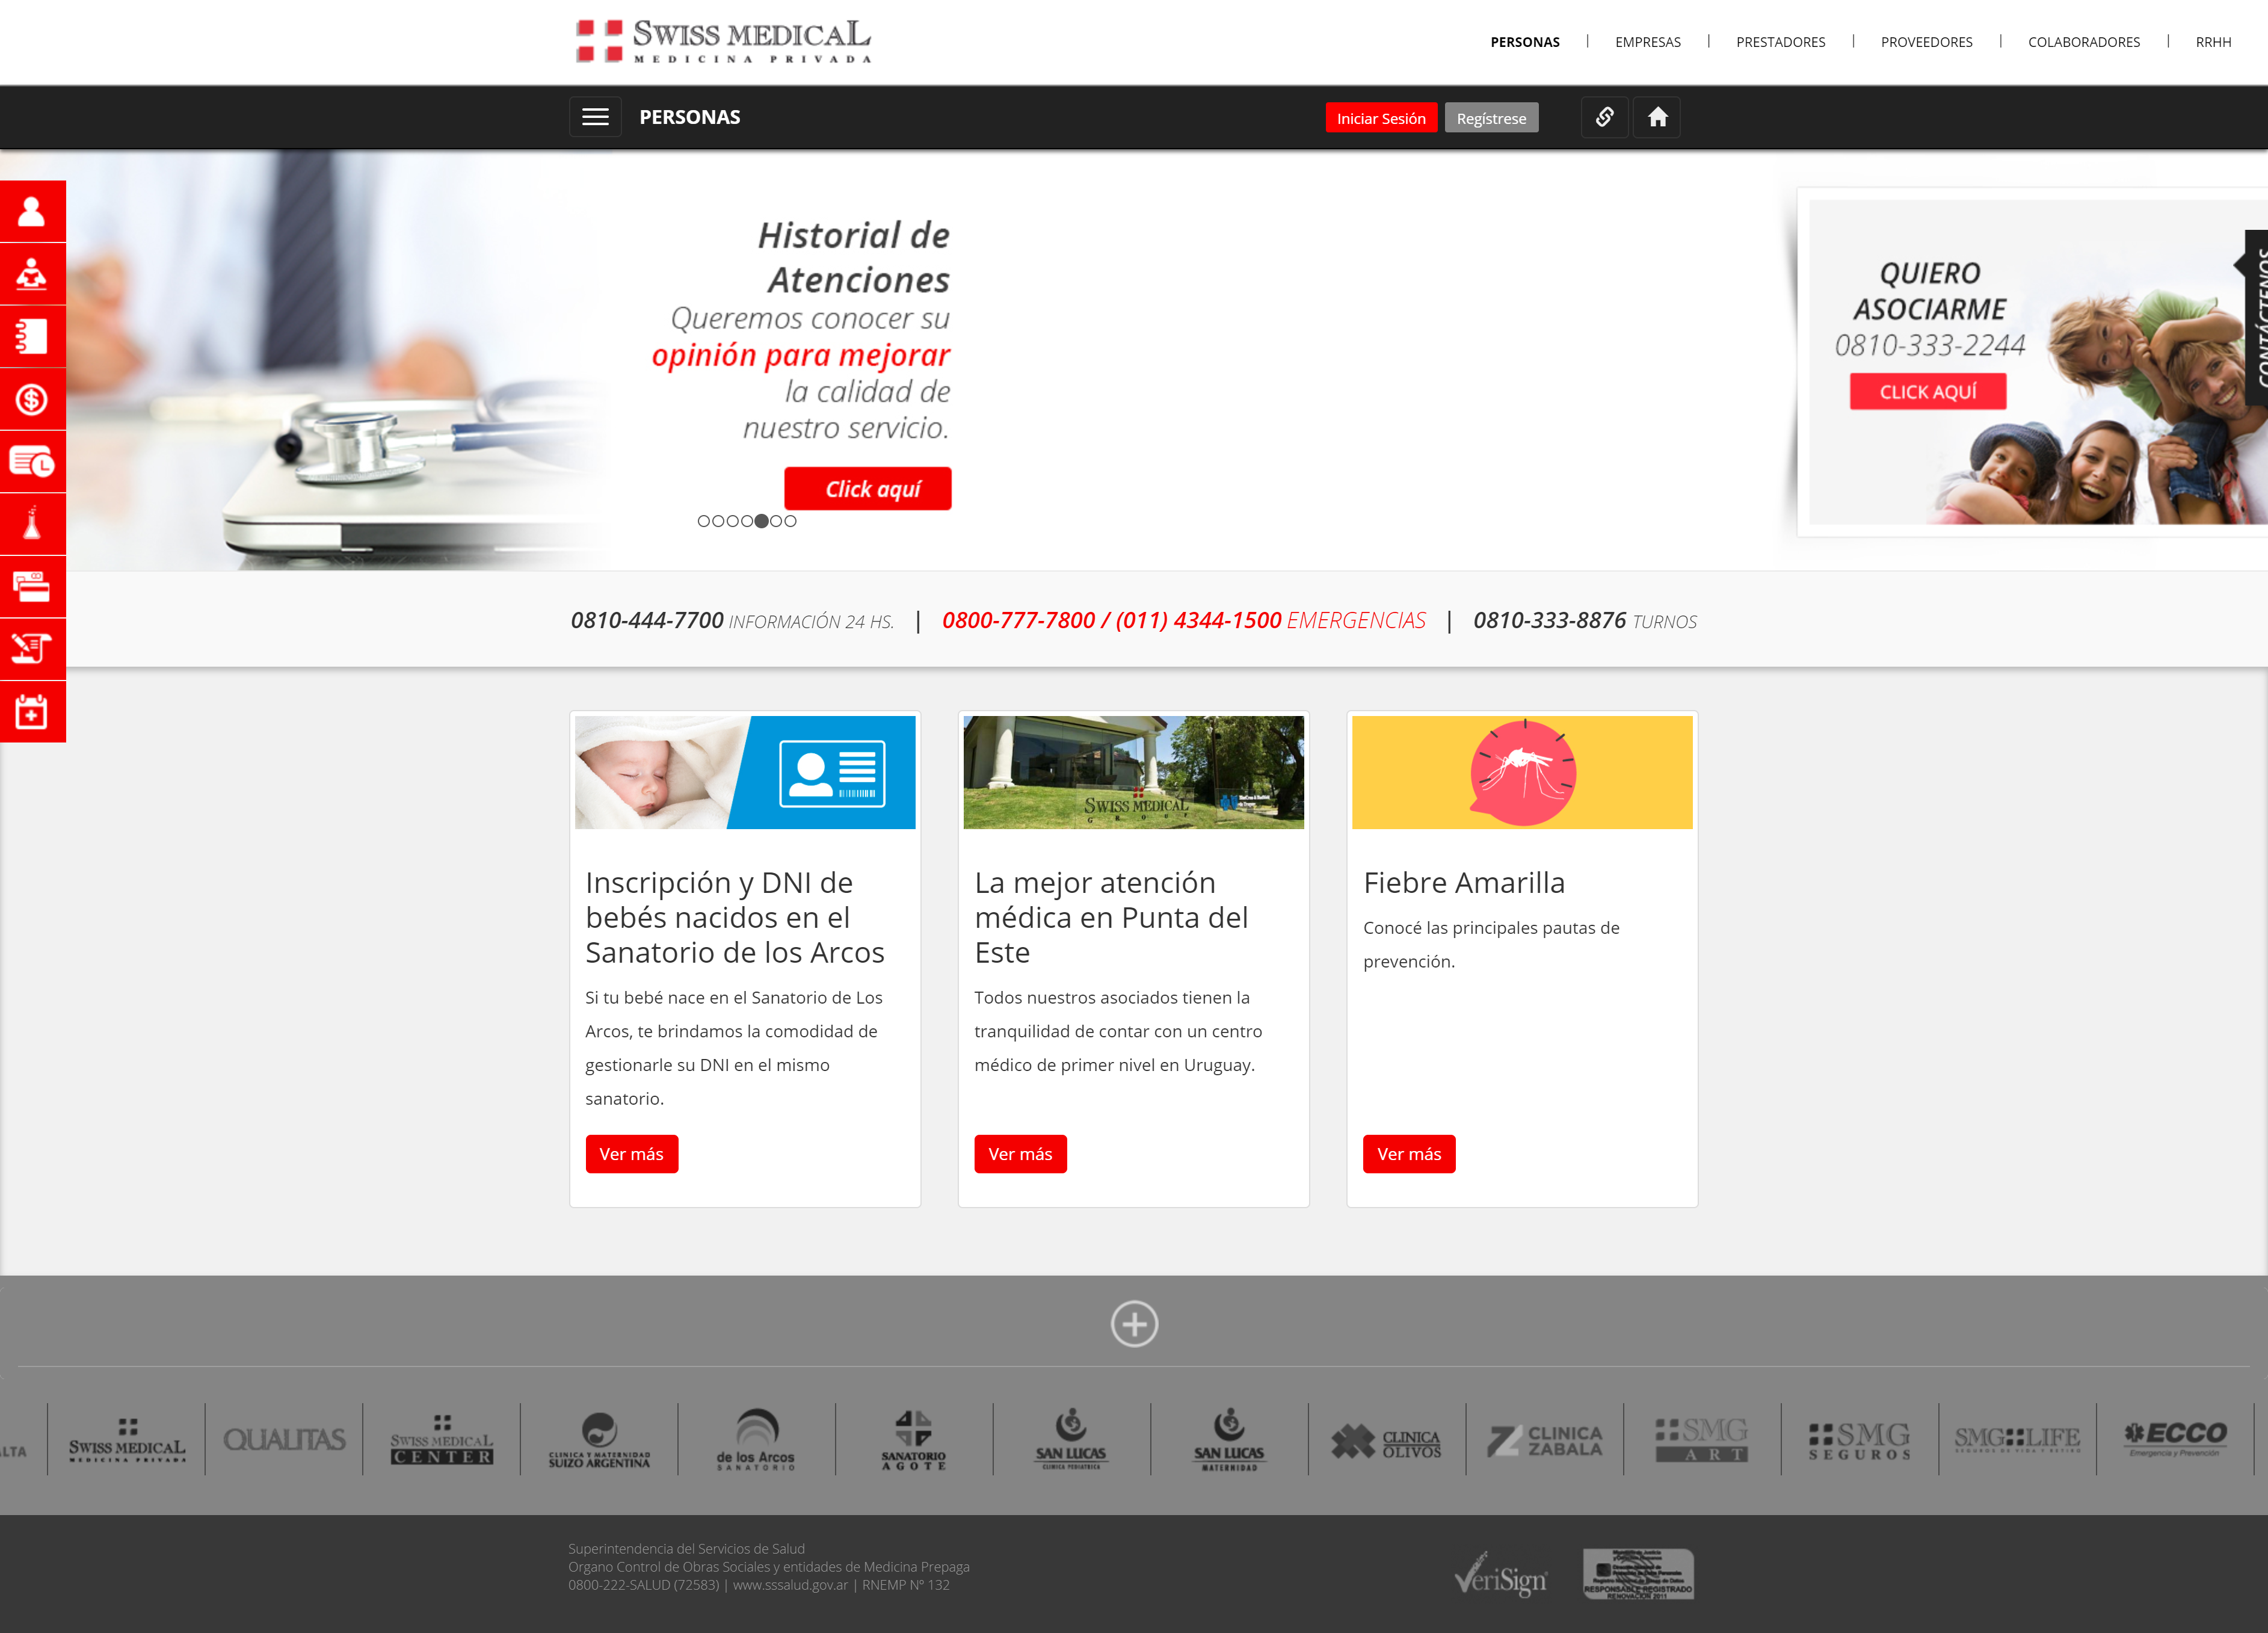 SWISS MEDICAL
MEDICINA PRIVADA
PERSONAS | EMPRESAS | PRESTADORES | PROVEEDORES | COLABORADORES | RRHH
PERSONAS
Iniciar Sesión
Regístrese
Historial de
Atenciones
Queremos conocer su
opinión para mejorar
la calidad de
nuestro servicio.
Click aquí
QUIERO
ASOCIARME
0810-333-2244
CLICK AQUÍ
CONTÁCTENOS
0810-444-7700 INFORMACIÓN 24 HS. | 0800-777-7800 / (011) 4344-1500 EMERGENCIAS | 0810-333-8876 TURNOS
SWISS MEDICAL
GROUP
Inscripción y DNI de
bebés nacidos en el
Sanatorio de los Arcos
Si tu bebé nace en el Sanatorio de Los
Arcos, te brindamos la comodidad de
gestionarle su DNI en el mismo
sanatorio.
Ver más
La mejor atención
médica en Punta del
Este
Todos nuestros asociados tienen la
tranquilidad de contar con un centro
médico de primer nivel en Uruguay.
Ver más
Fiebre Amarilla
Conocé las principales pautas de
prevención.
Ver más
ALTA
SWISS MEDICAL
MEDICINA PRIVADA
QUALITAS
SWISS MEDICAL
CENTER
CLINICA Y MATERNIDAD
SUIZO ARGENTINA
de los Arcos
SANATORIO
SANATORIO
AGOTE
SAN LUCAS
CLINICA PEDIATRICA
SAN LUCAS
MATERNIDAD
CLINICA
OLIVOS
CLINICA
ZABALA
SMG
ART
SMG
SEGUROS
SMG LIFE
SEGUROS DE VIDA Y RETIRO
ECCO
Emergencia y Prevención
Superintendencia del Servicios de Salud
Organo Control de Obras Sociales y entidades de Medicina Prepaga
0800-222-SALUD (72583) | www.sssalud.gov.ar | RNEMP Nº 132
VeriSign
RESPONSABLE REGISTRADO
RENOVACION 2011